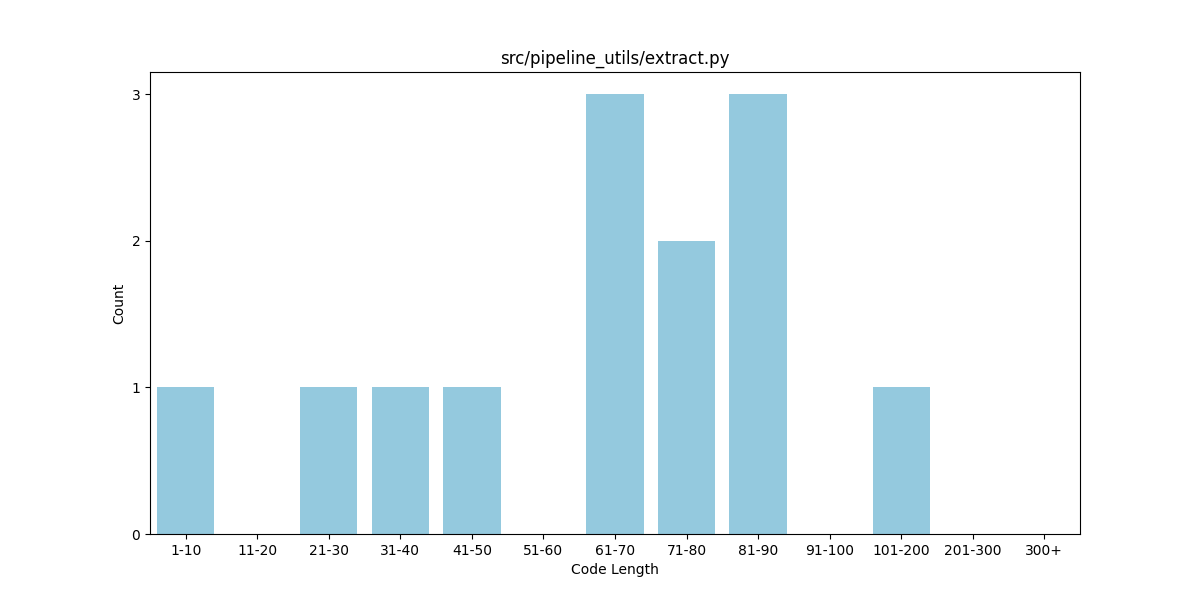 src/pipeline_utils/extract.py
3
2
1
0
Count
1-10 11-20 21-30 31-40 41-50 51-60 61-70 71-80 81-90 91-100 101-200 201-300 300+
Code Length